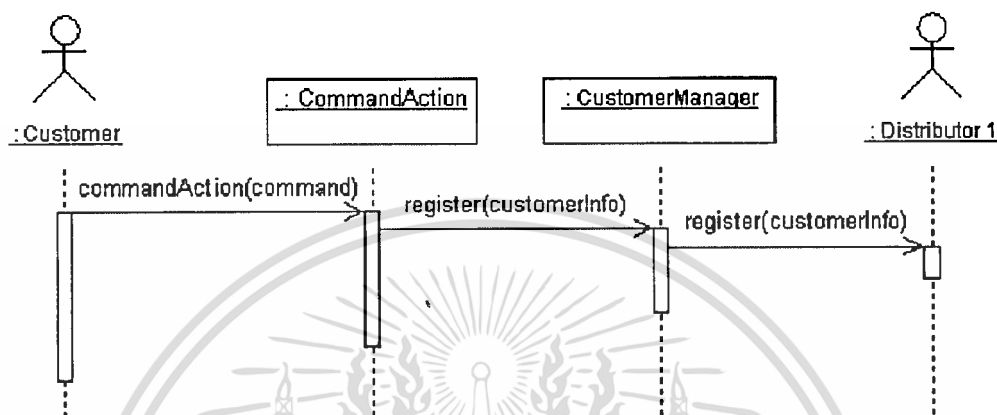 : CommandAction
: CustomerManager
: Customer
: Distributor 1
commandAction(command)
register(customerInfo)
register(customerInfo)